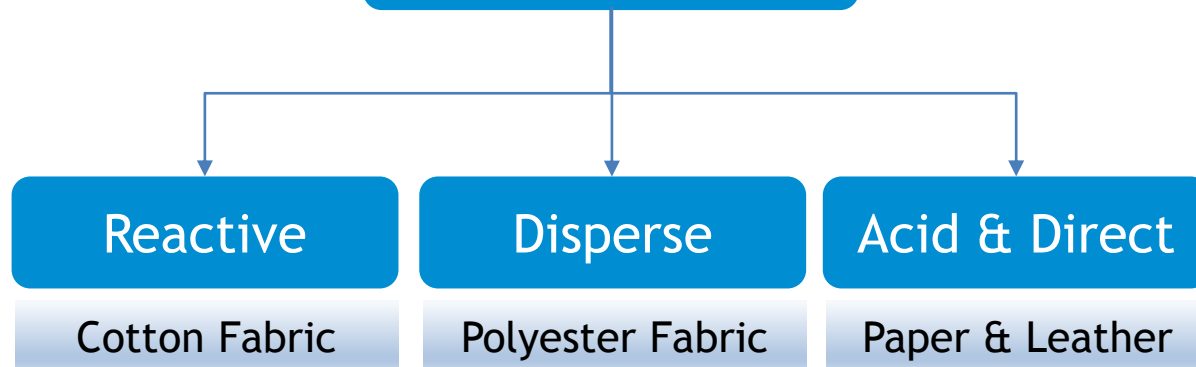 Reactive
Disperse
Acid & Direct
Cotton Fabric
Polyester Fabric
Paper & Leather